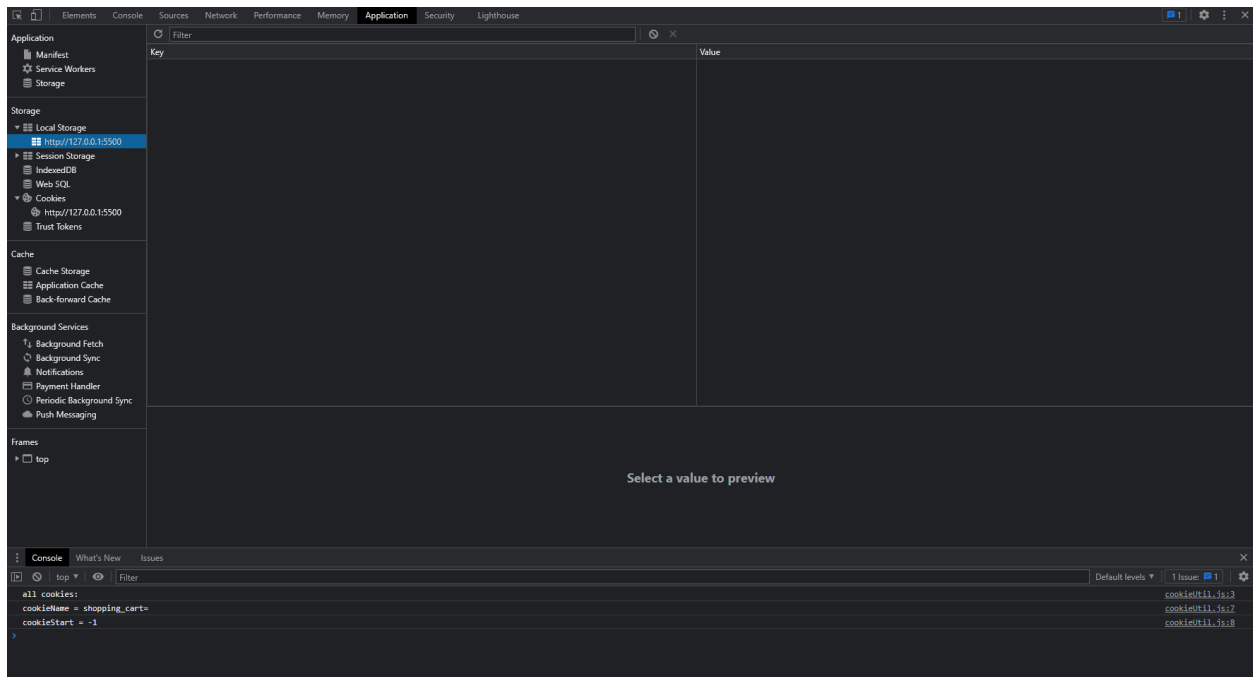 Elements Console Sources Network Performance Memory Application Security Lighthouse 1
Application
Manifest
Service Workers
Storage
Storage
Local Storage
http://127.0.0.1:5500
Session Storage
IndexedDB
Web SQL
Cookies
http://127.0.0.1:5500
Trust Tokens
Cache
Cache Storage
Application Cache
Back-forward Cache
Background Services
Background Fetch
Background Sync
Notifications
Payment Handler
Periodic Background Sync
Push Messaging
Frames
top
Filter
Key Value
Select a value to preview
Console What's New Issues
top Filter Default levels 1 Issue: 1
all cookies: cookieUtil.js:3
cookieName = shopping_cart= cookieUtil.js:7
cookieStart = -1 cookieUtil.js:8